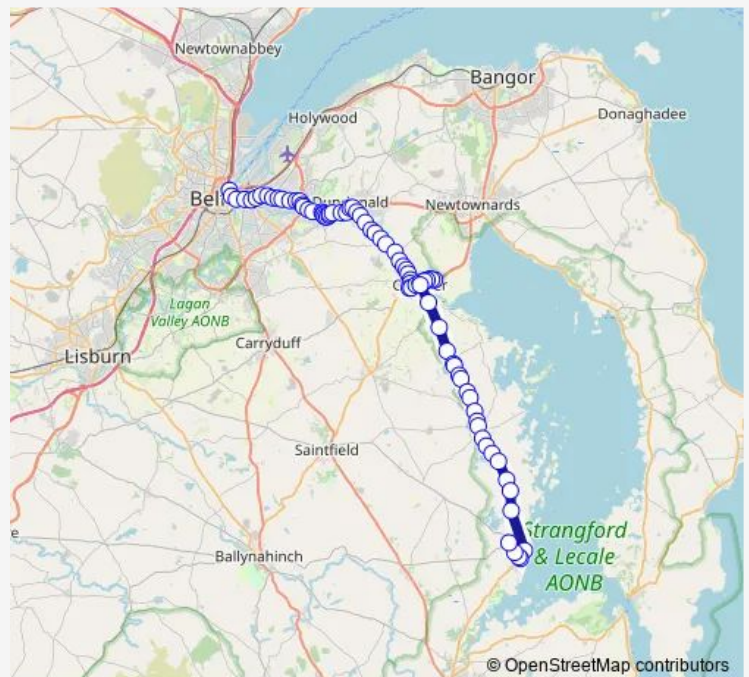 Newtownabbey
Bangor
Holywood
Donaghadee
Newtownards
Lagan
Valley AONB
Carryduff
Lisburn
Saintfield
Strangford
& Lecale
AONB
Ballynahinch
© OpenStreetMap contributors